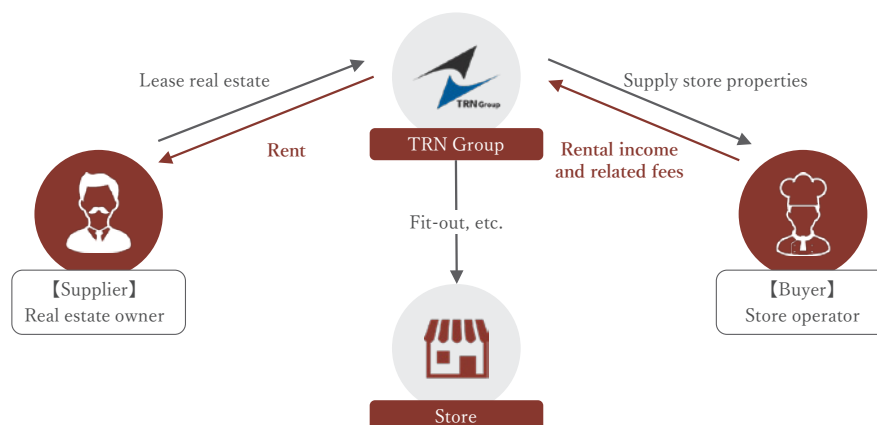 Lease real estate
Rent
TRN Group
TRN Group
Supply store properties
Rental income
and related fees
Fit-out, etc.
【Supplier】
Real estate owner
【Buyer】
Store operator
Store